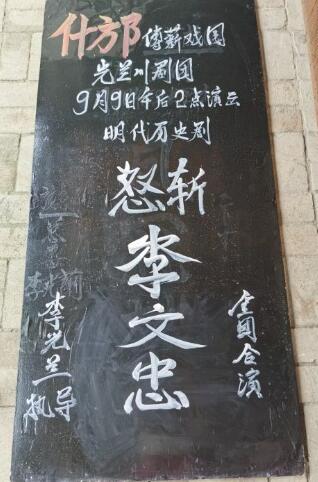 什邡 傅薪戏园
光兰川剧团
9月9日午后2点演出
明代历史剧
怒斩
李文忠
全团合演
李光兰
执导